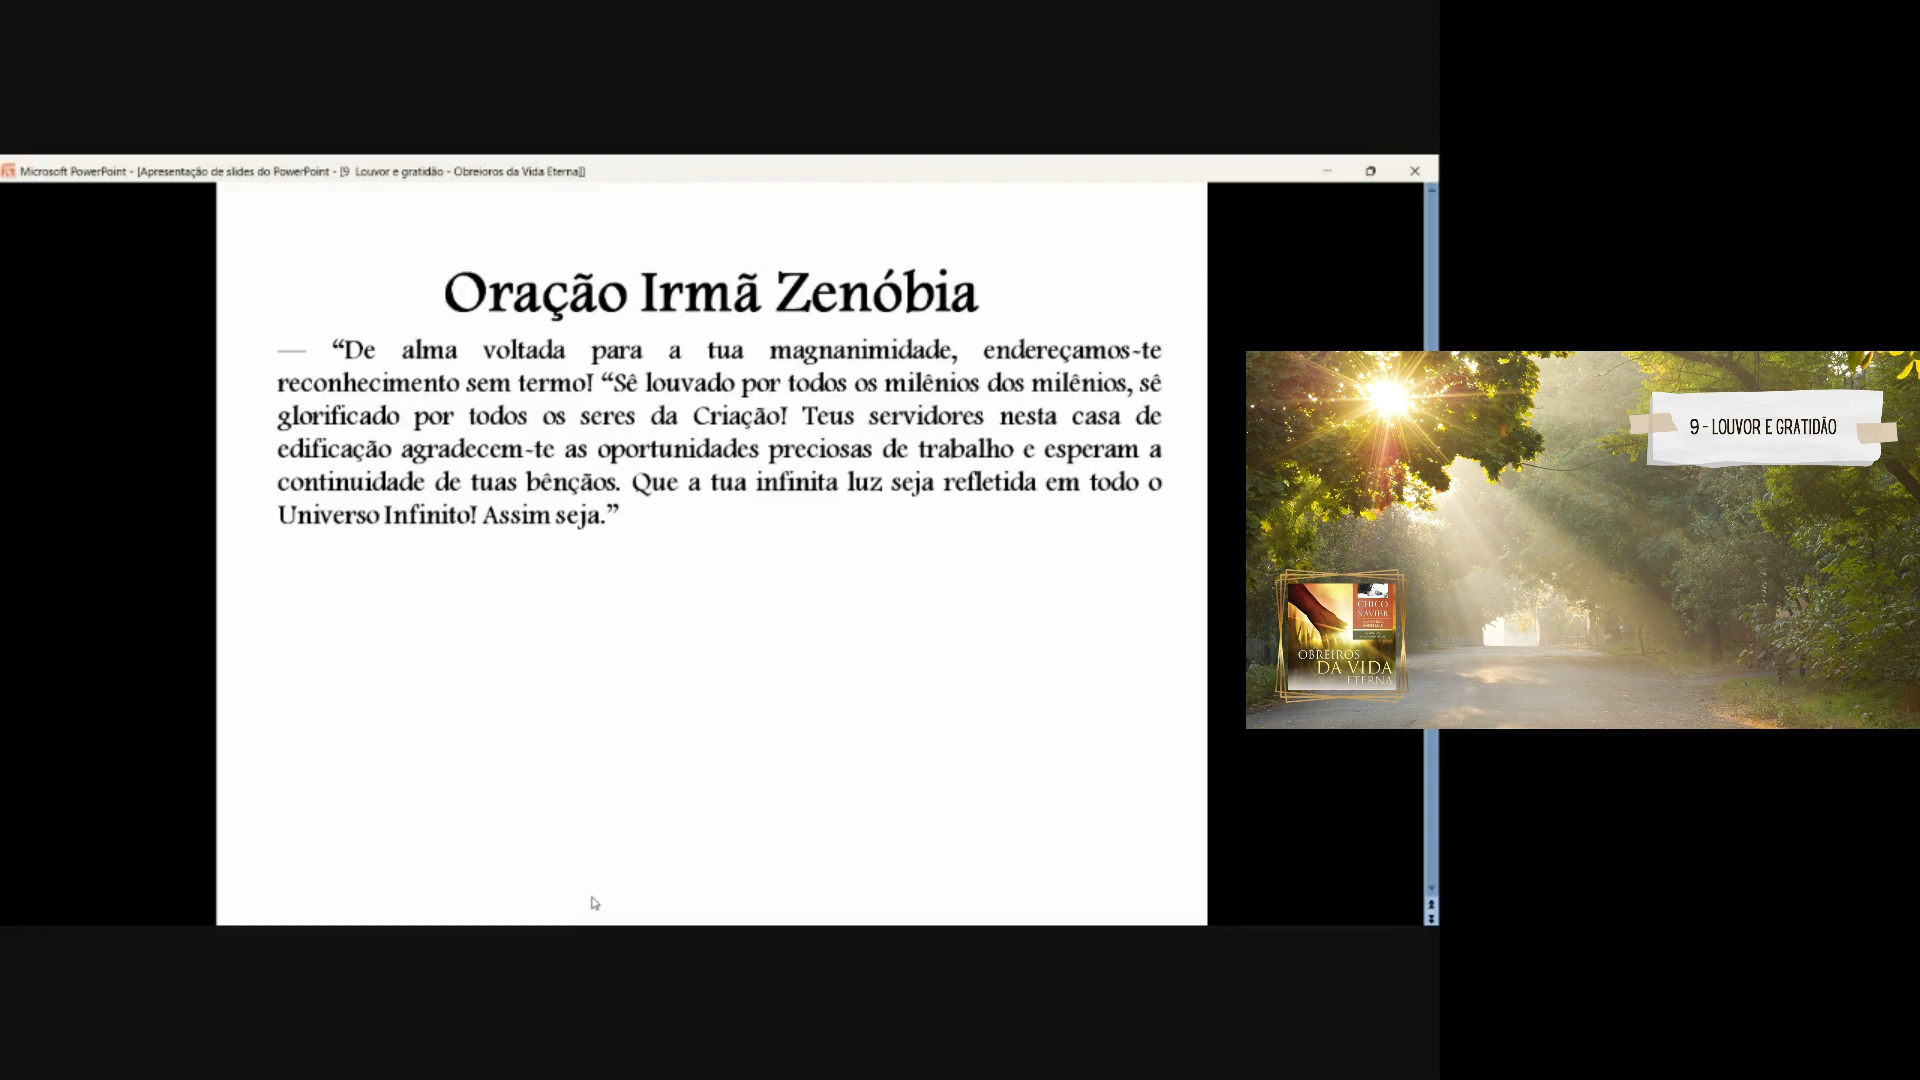 Microsoft PowerPoint - [Apresentação de slides do PowerPoint - [9 Louvor e gratidão - Obreioros da Vida Eterna]]
Oração Irmã Zenóbia
— “De alma voltada para a tua magnanimidade, endereçamos-te
reconhecimento sem termo! “Sê louvado por todos os milênios dos milênios, sê
glorificado por todos os seres da Criação! Teus servidores nesta casa de
edificação agradecem-te as oportunidades preciosas de trabalho e esperam a
continuidade de tuas bênçãos. Que a tua infinita luz seja refletida em todo o
Universo Infinito! Assim seja.”
9 - LOUVOR E GRATIDÃO
CHICO
XAVIER
OBREIROS
DA VIDA
ETERNA